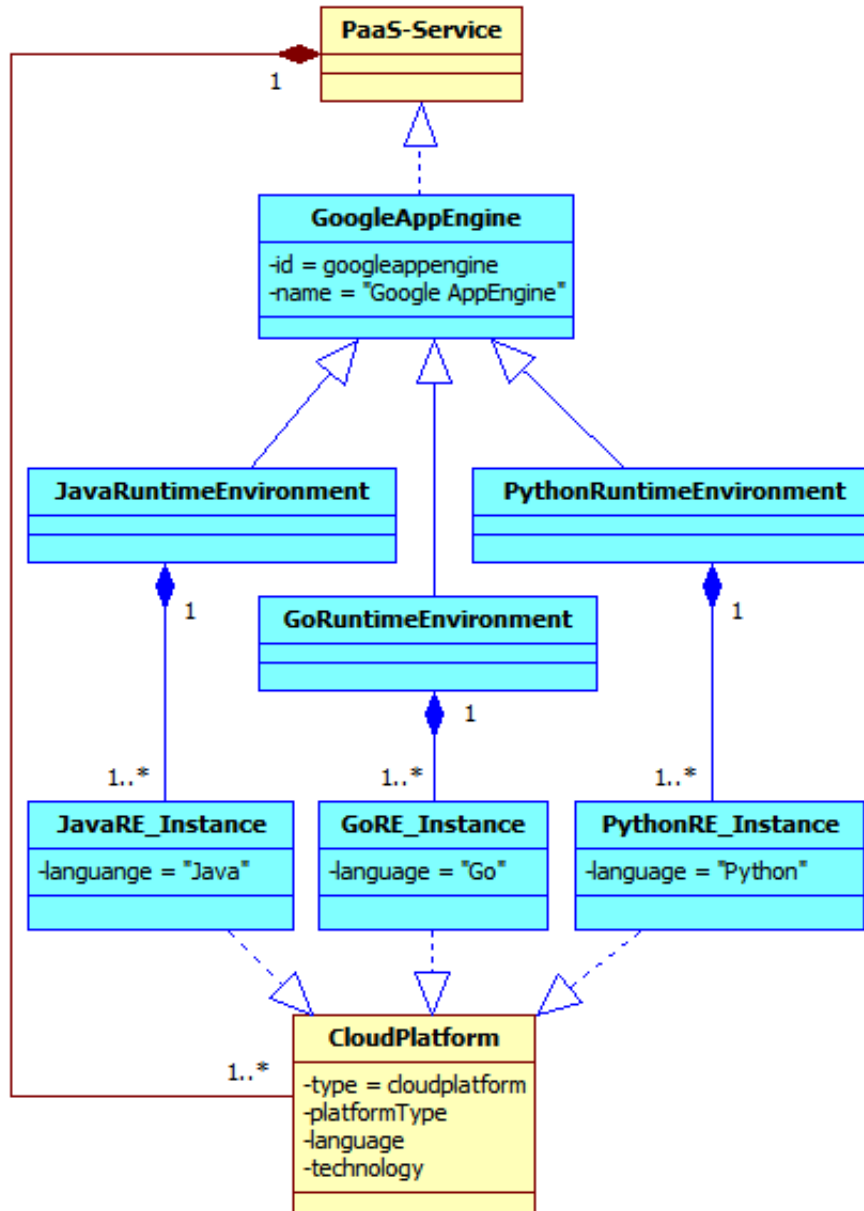 PaaS-Service
1
GoogleAppEngine
-id = googleappengine
-name = "Google AppEngine"
JavaRuntimeEnvironment
PythonRuntimeEnvironment
1
GoRuntimeEnvironment
1
1
1..*
1..*
1..*
JavaRE_Instance
-languange = "Java"
GoRE_Instance
-language = "Go"
PythonRE_Instance
-language = "Python"
CloudPlatform
1..*
-type = cloudplatform
-platformType
-language
-technology